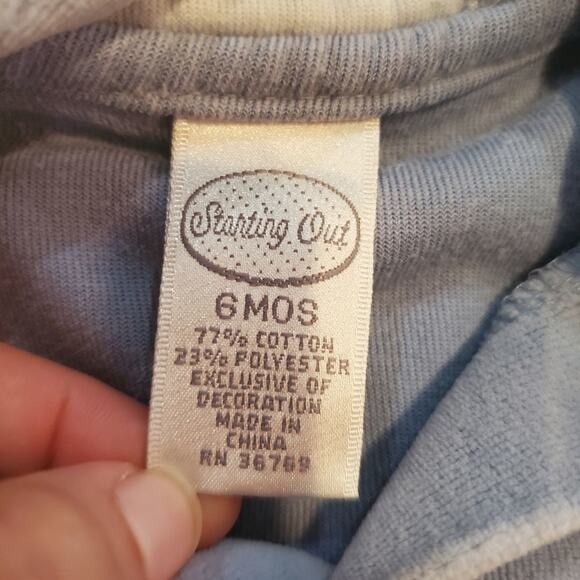 Starting Out
6 MOS
77% COTTON
23% POLYESTER
EXCLUSIVE OF
DECORATION
MADE IN
CHINA
RN 36769